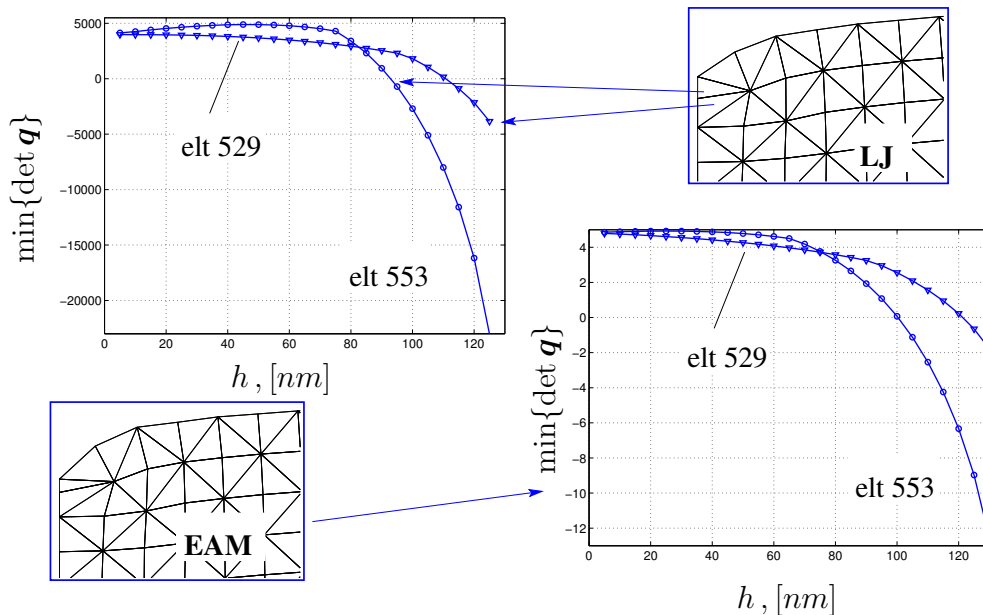 5000
0
−5000
−10000
−15000
−20000
min{det q}
elt 529
elt 553
0 20 40 60 80 100 120
h , [nm]
LJ
4
2
0
−2
−4
−6
−8
−10
−12
min{det q}
elt 529
elt 553
0 20 40 60 80 100 120
h , [nm]
EAM